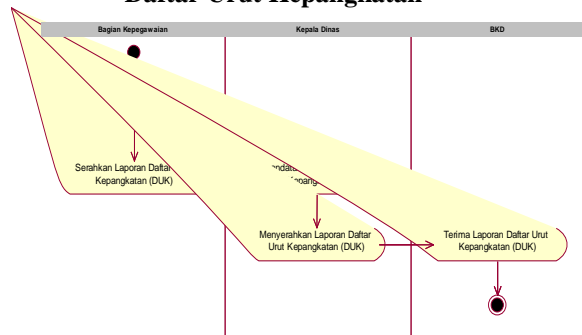 Daftar Urut Kepangkatan
Bagian Kepegawaian
Kepala Dinas
BKD
Serahkan Laporan Daftar
Kepangkatan (DUK)
Menyerahkan Laporan Daftar
Urut Kepangkatan (DUK)
Terima Laporan Daftar Urut
Kepangkatan (DUK)